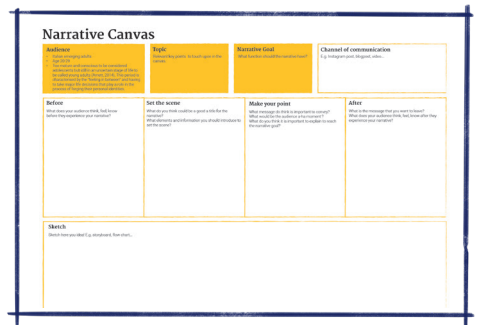 Narrative Canvas
Audience
Age 20-29
Topic
canvas.
Narrative Goal
What function should the narrative have?
Channel of communication
E.g. Instagram post, blogpost, video...
Before
What does your audience think, feel, know
before they experience your narrative?
Set the scene
What do you think could be a good a title for the
narrative?
What elements and information you should introduce to
set the scene?
Make your point
What message do think is important to convey?
What would be the audience a-ha moment?
What do you think it is important to explain to reach
the narrative goal?
After
What is the message that you want to leave?
What does your audience think, feel, know after they
experience your narrative?
Sketch
Sketch here you idea! E.g. storyboard, flow chart...